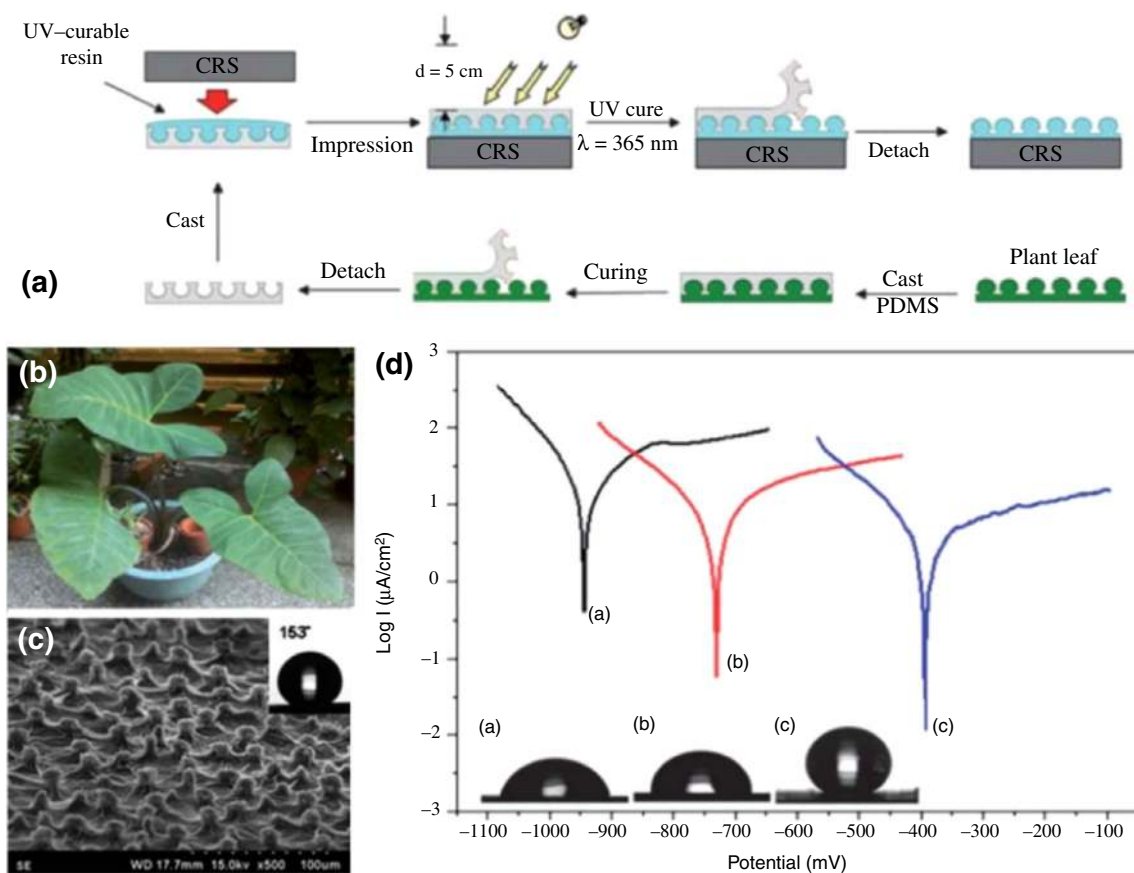 UV–curable
resin
CRS
d = 5 cm
Impression
CRS
UV cure
λ = 365 nm
CRS
Detach
CRS
Cast
(a)
Detach
Curing
Cast
PDMS
Plant leaf
(b)
(c)
153°
SE WD 17.7mm 15.0kv x500 100um
(d)
Log I (μA/cm²)
3
2
1
0
–1
–2
–3
(a)
(b)
(c)
(a)
(b)
(c)
–1100 –1000 –900 –800 –700 –600 –500 –400 –300 –200 –100
Potential (mV)